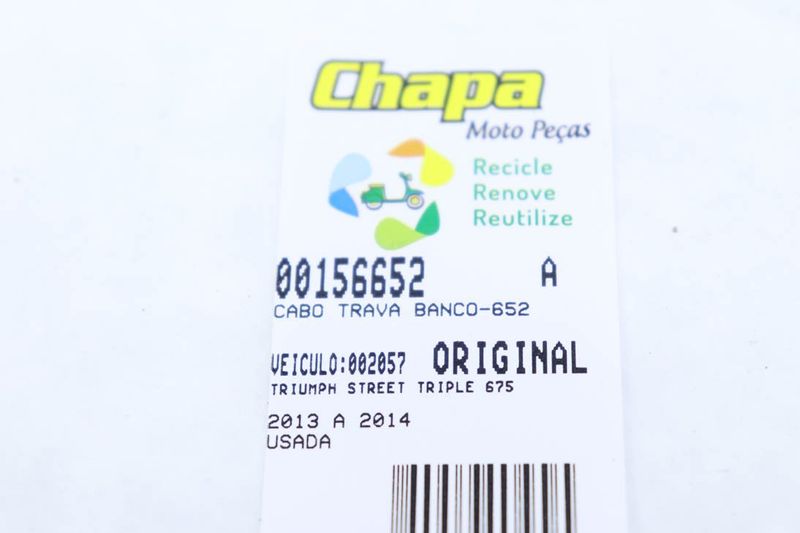 Chapa
Moto Peças
Recicle
Renove
Reutilize
00156652 A
CABO TRAVA BANCO-652
VEICULO:002057 ORIGINAL
TRIUMPH STREET TRIPLE 675
2013 A 2014
USADA